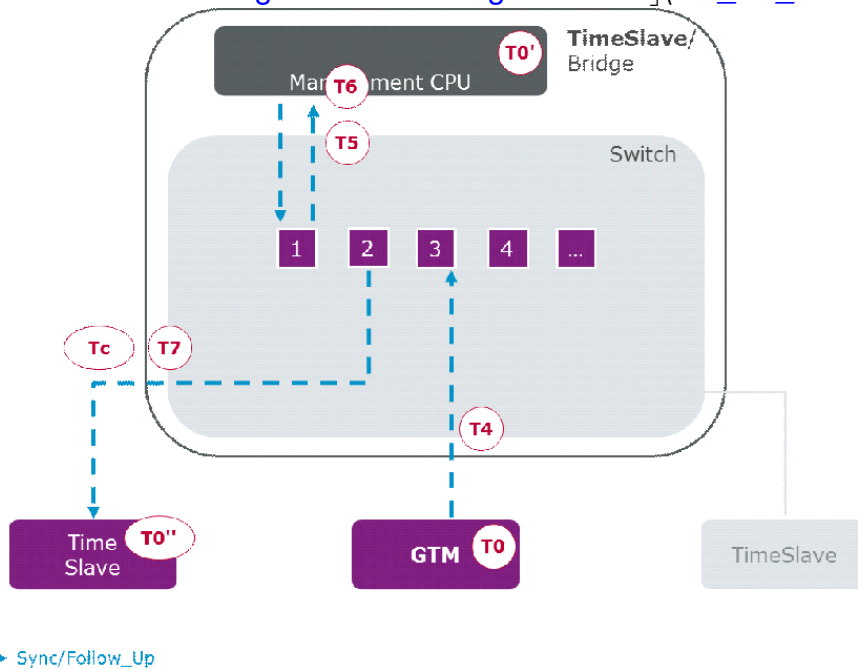 T0'
TimeSlave/
Bridge
T6
Management CPU
T5
Switch
1
2
3
4
...
Tc
T7
T4
Time
Slave
T0''
GTM
T0
TimeSlave
Sync/Follow_Up